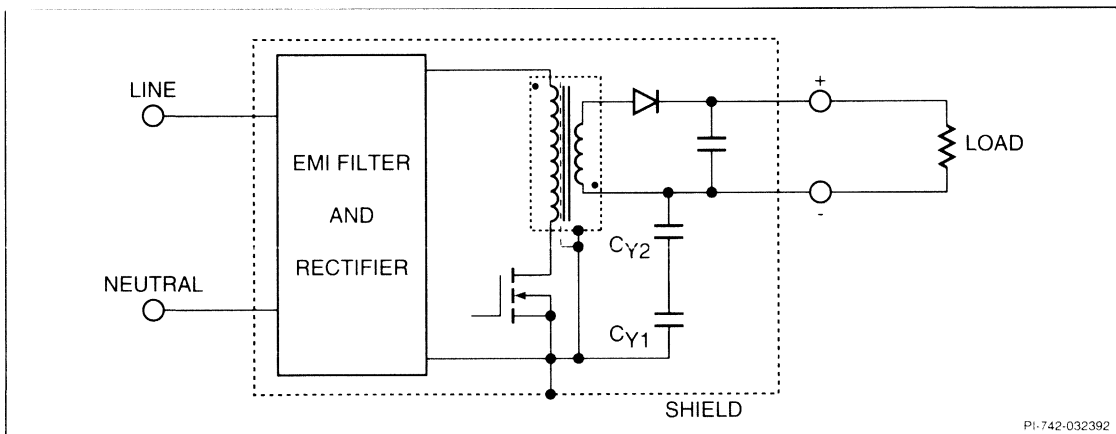 LINE
NEUTRAL
EMI FILTER
AND
RECTIFIER
CY2
CY1
+
-
LOAD
SHIELD
PI-742-032392